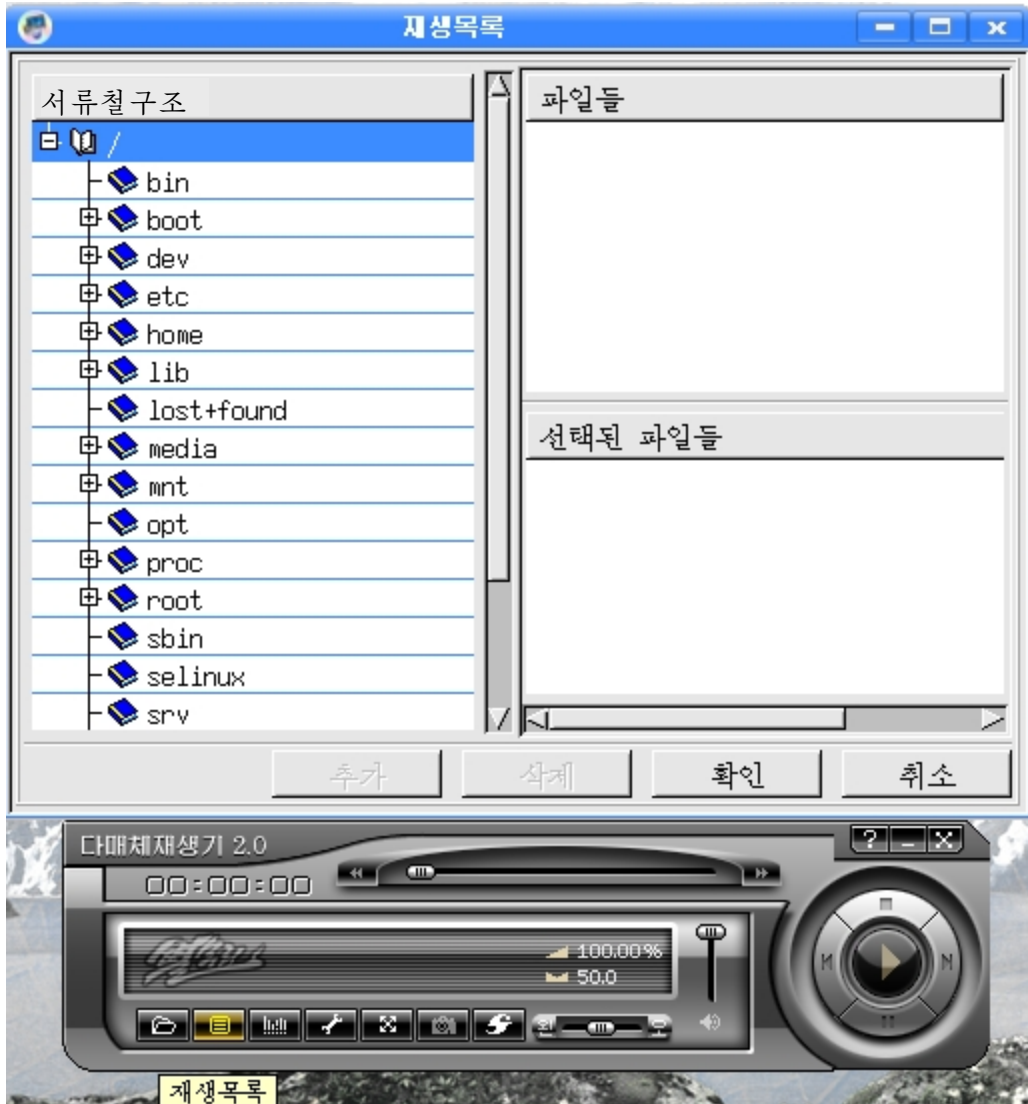 재생목록
서류철구조
/
bin
boot
dev
etc
home
lib
lost+found
media
mnt
opt
proc
root
sbin
selinux
srv
파일들
선택된 파일들
추가 삭제 확인 취소
다매체재생기 2.0
00:00:00
100.00%
50.0
왼 오
재생목록